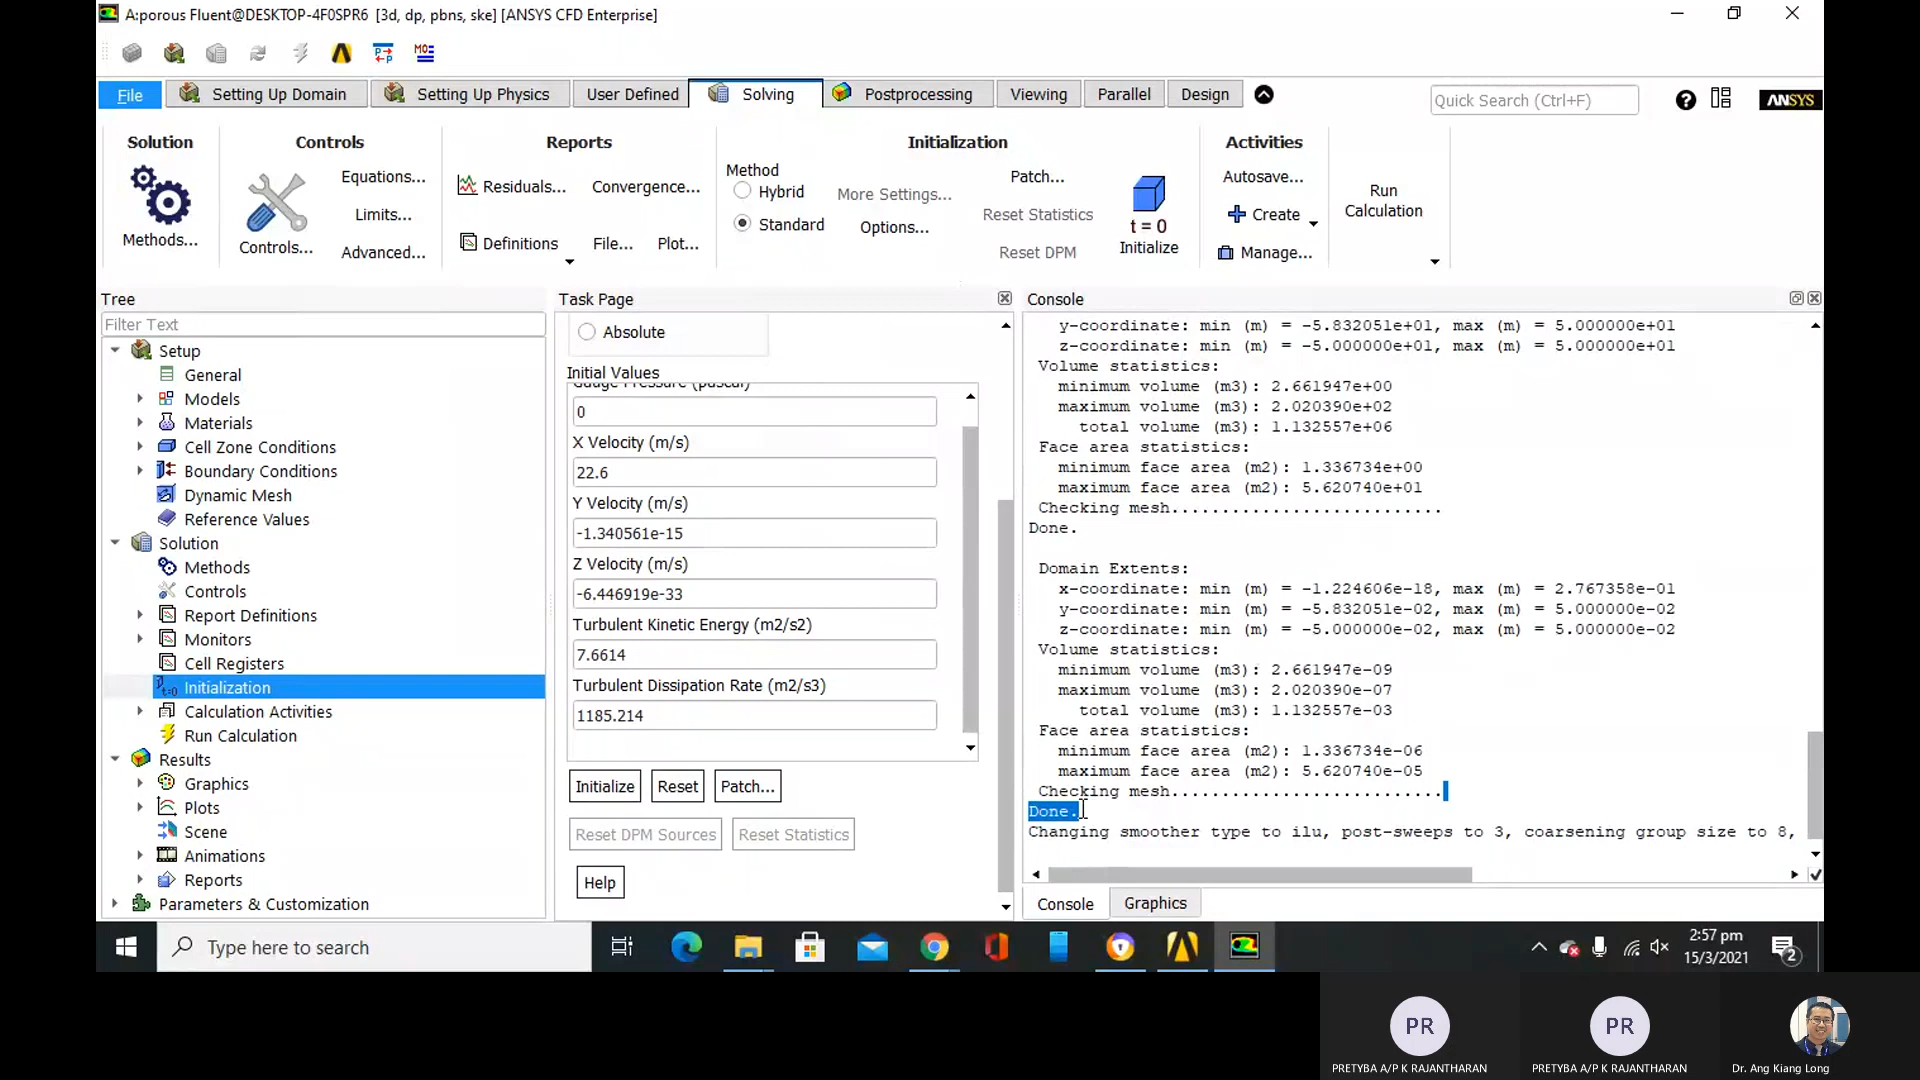 A:porous Fluent@DESKTOP-4F0SPR6 [3d, dp, pbns, ske] [ANSYS CFD Enterprise]
File
Setting Up Domain
Setting Up Physics
User Defined
Solving
Postprocessing
Viewing
Parallel
Design
Quick Search (Ctrl+F)
ANSYS
Solution
Methods...
Controls
Controls...
Equations...
Limits...
Advanced...
Reports
Residuals...
Convergence...
Definitions
File...
Plot...
Initialization
Method
Hybrid
Standard
More Settings...
Options...
Patch...
Reset Statistics
Reset DPM
t = 0
Initialize
Activities
Autosave...
Create
Manage...
Run
Calculation
Tree
Filter Text
Setup
General
Models
Materials
Cell Zone Conditions
Boundary Conditions
Dynamic Mesh
Reference Values
Solution
Methods
Controls
Report Definitions
Monitors
Cell Registers
Initialization
Calculation Activities
Run Calculation
Results
Graphics
Plots
Scene
Animations
Reports
Parameters & Customization
Task Page
Absolute
Initial Values
Gauge Pressure (pascal)
0
X Velocity (m/s)
22.6
Y Velocity (m/s)
-1.340561e-15
Z Velocity (m/s)
-6.446919e-33
Turbulent Kinetic Energy (m2/s2)
7.6614
Turbulent Dissipation Rate (m2/s3)
1185.214
Initialize
Reset
Patch...
Reset DPM Sources
Reset Statistics
Help
Console
y-coordinate: min (m) = -5.832051e+01, max (m) = 5.000000e+01
z-coordinate: min (m) = -5.000000e+01, max (m) = 5.000000e+01
Volume statistics:
minimum volume (m3): 2.661947e+00
maximum volume (m3): 2.020390e+02
total volume (m3): 1.132557e+06
Face area statistics:
minimum face area (m2): 1.336734e+00
maximum face area (m2): 5.620740e+01
Checking mesh...........................
Done.
Domain Extents:
x-coordinate: min (m) = -1.224606e-18, max (m) = 2.767358e-01
y-coordinate: min (m) = -5.832051e-02, max (m) = 5.000000e-02
z-coordinate: min (m) = -5.000000e-02, max (m) = 5.000000e-02
Volume statistics:
minimum volume (m3): 2.661947e-09
maximum volume (m3): 2.020390e-07
total volume (m3): 1.132557e-03
Face area statistics:
minimum face area (m2): 1.336734e-06
maximum face area (m2): 5.620740e-05
Checking mesh...........................
Done.
Changing smoother type to ilu, post-sweeps to 3, coarsening group size to 8,
Console
Graphics
Type here to search
2:57 pm
15/3/2021
2
PR
PRETYBA A/P K RAJANTHARAN
PR
PRETYBA A/P K RAJANTHARAN
Dr. Ang Kiang Long